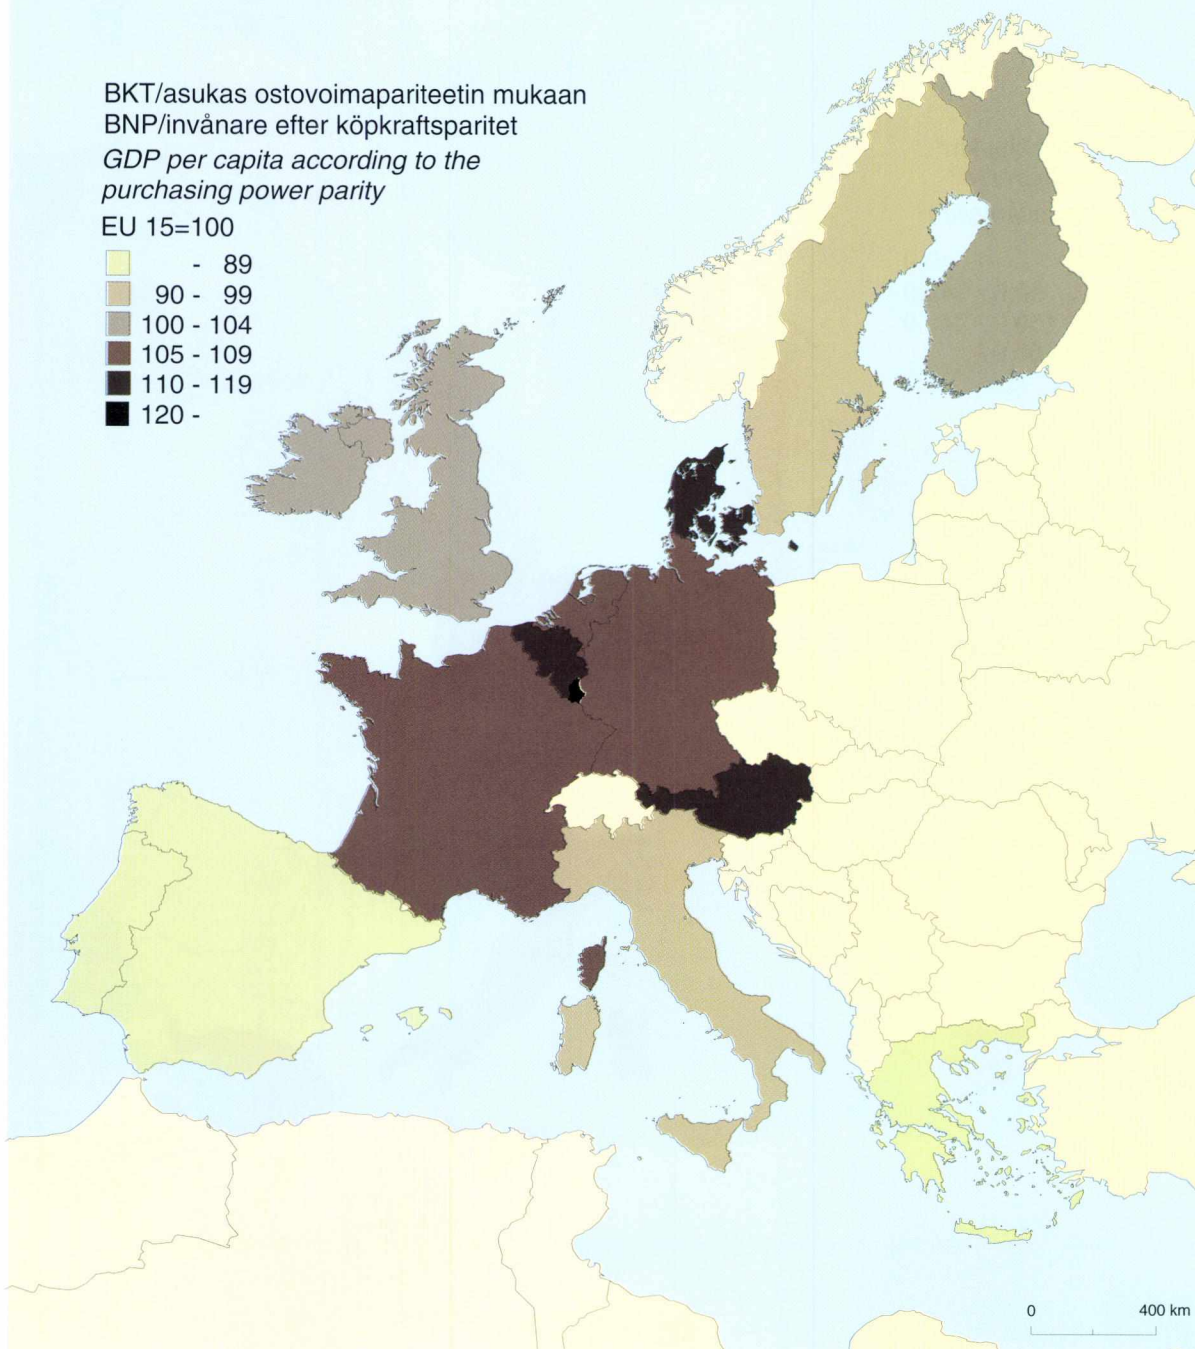 BKT/asukas ostovoimapariteetin mukaan
BNP/invånare efter köpkraftsparitet
GDP per capita according to the
purchasing power parity
EU 15=100
- 89
90 - 99
100 - 104
105 - 109
110 - 119
120 -
0 400 km